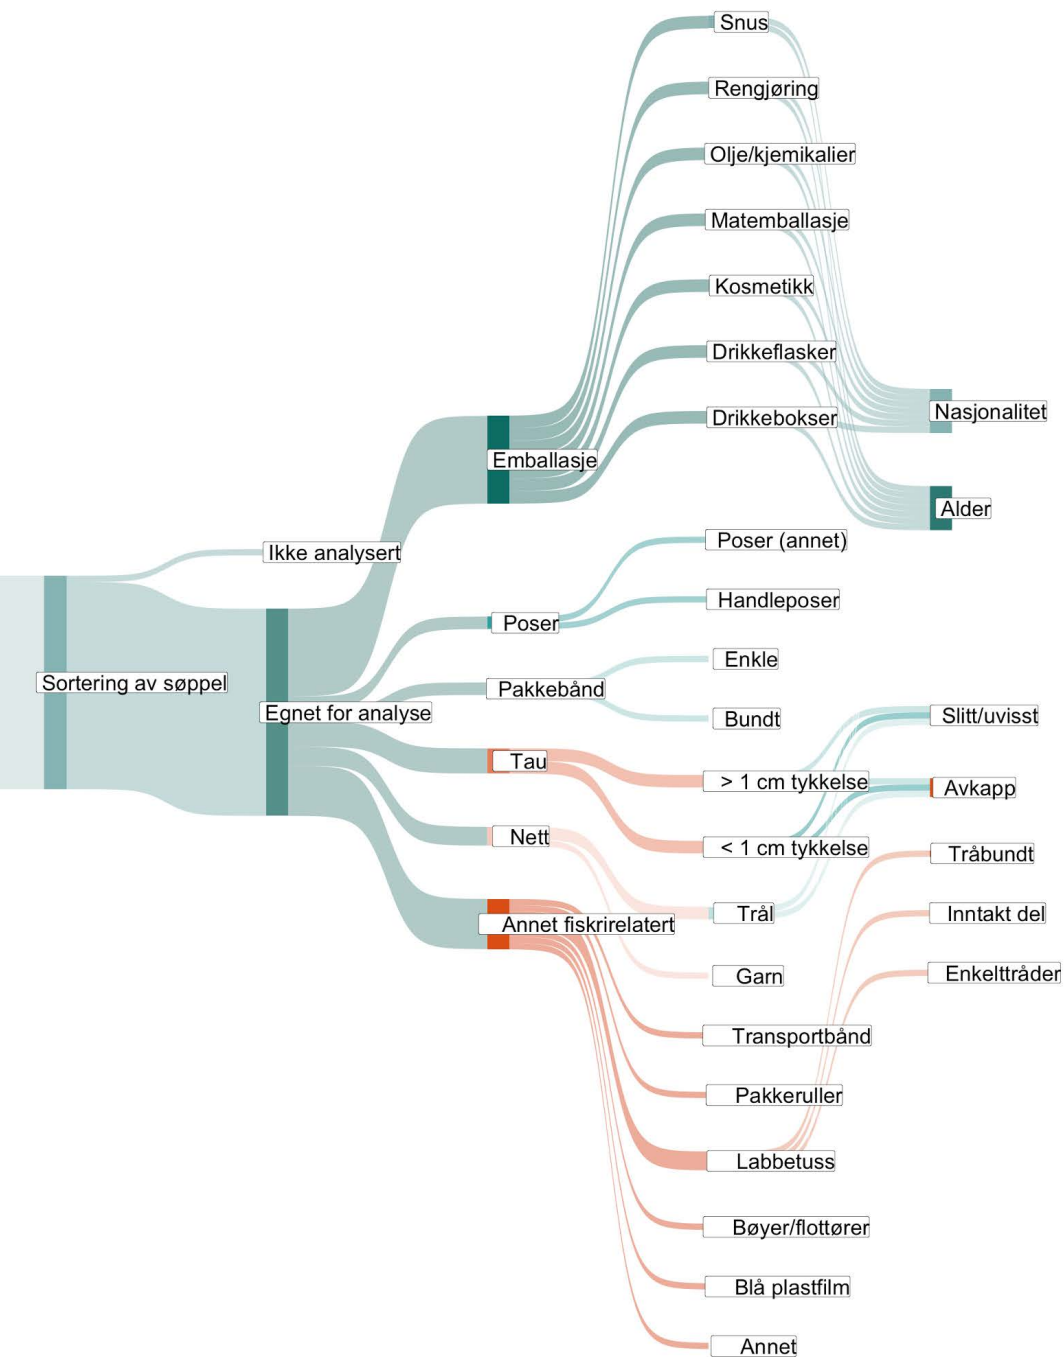 Snus
Rengjøring
Olje/kjemikalier
Matemballasje
Kosmetikk
Drikkeflasker
Drikkebokser
Nasjonalitet
Emballasje
Alder
Poser (annet)
Ikke analysert
Handleposer
Poser
Enkle
Sortering av søppel
Pakkebånd
Egnet for analyse
Bundt
Slitt/uvisst
Tau
> 1 cm tykkelse
Avkapp
Nett
< 1 cm tykkelse
Tråbundt
Trål
Inntakt del
Annet fiskrirelatert
Garn
Enkelttråder
Transportbånd
Pakkeruller
Labbetuss
Bøyer/flottører
Blå plastfilm
Annet